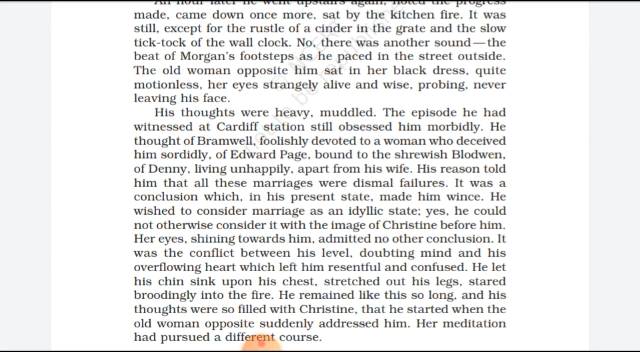 An hour later he went upstairs again, noted the progress
made, came down once more, sat by the kitchen fire. It was
still, except for the rustle of a cinder in the grate and the slow
tick-tock of the wall clock. No, there was another sound—the
beat of Morgan's footsteps as he paced in the street outside.
The old woman opposite him sat in her black dress, quite
motionless, her eyes strangely alive and wise, probing, never
leaving his face.
His thoughts were heavy, muddled. The episode he had
witnessed at Cardiff station still obsessed him morbidly. He
thought of Bramwell, foolishly devoted to a woman who deceived
him sordidly, of Edward Page, bound to the shrewish Blodwen,
of Denny, living unhappily, apart from his wife. His reason told
him that all these marriages were dismal failures. It was a
conclusion which, in his present state, made him wince. He
wished to consider marriage as an idyllic state; yes, he could
not otherwise consider it with the image of Christine before him.
Her eyes, shining towards him, admitted no other conclusion. It
was the conflict between his level, doubting mind and his
overflowing heart which left him resentful and confused. He let
his chin sink upon his chest, stretched out his legs, stared
broodingly into the fire. He remained like this so long, and his
thoughts were so filled with Christine, that he started when the
old woman opposite suddenly addressed him. Her meditation
had pursued a different course.